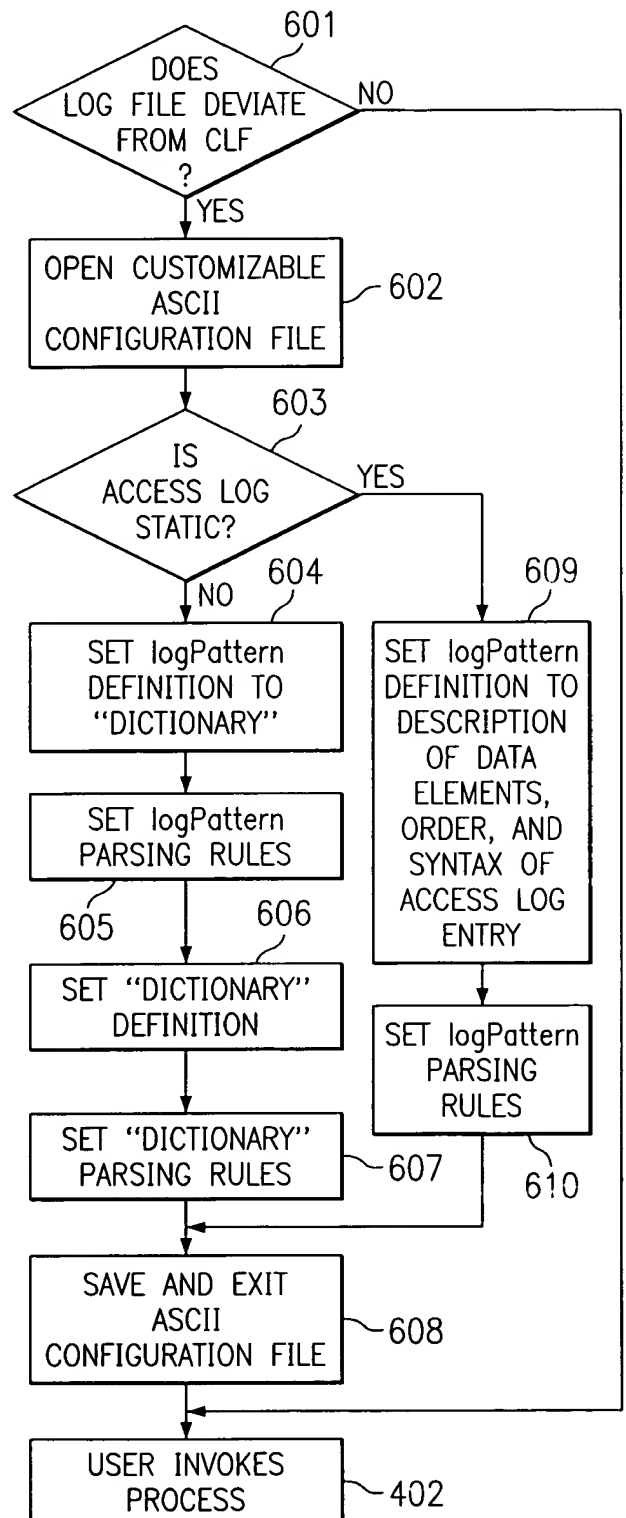 601
DOES
LOG FILE DEVIATE
FROM CLF
?
NO
YES
OPEN CUSTOMIZABLE
ASCII
CONFIGURATION FILE
602
603
IS
ACCESS LOG
STATIC?
YES
NO
604
SET logPattern
DEFINITION TO
"DICTIONARY"
SET logPattern
PARSING RULES
605
606
SET "DICTIONARY"
DEFINITION
SET "DICTIONARY"
PARSING RULES
607
609
SET logPattern
DEFINITION TO
DESCRIPTION
OF DATA
ELEMENTS,
ORDER, AND
SYNTAX OF
ACCESS LOG
ENTRY
SET logPattern
PARSING
RULES
610
SAVE AND EXIT
ASCII
CONFIGURATION FILE
608
USER INVOKES
PROCESS
402